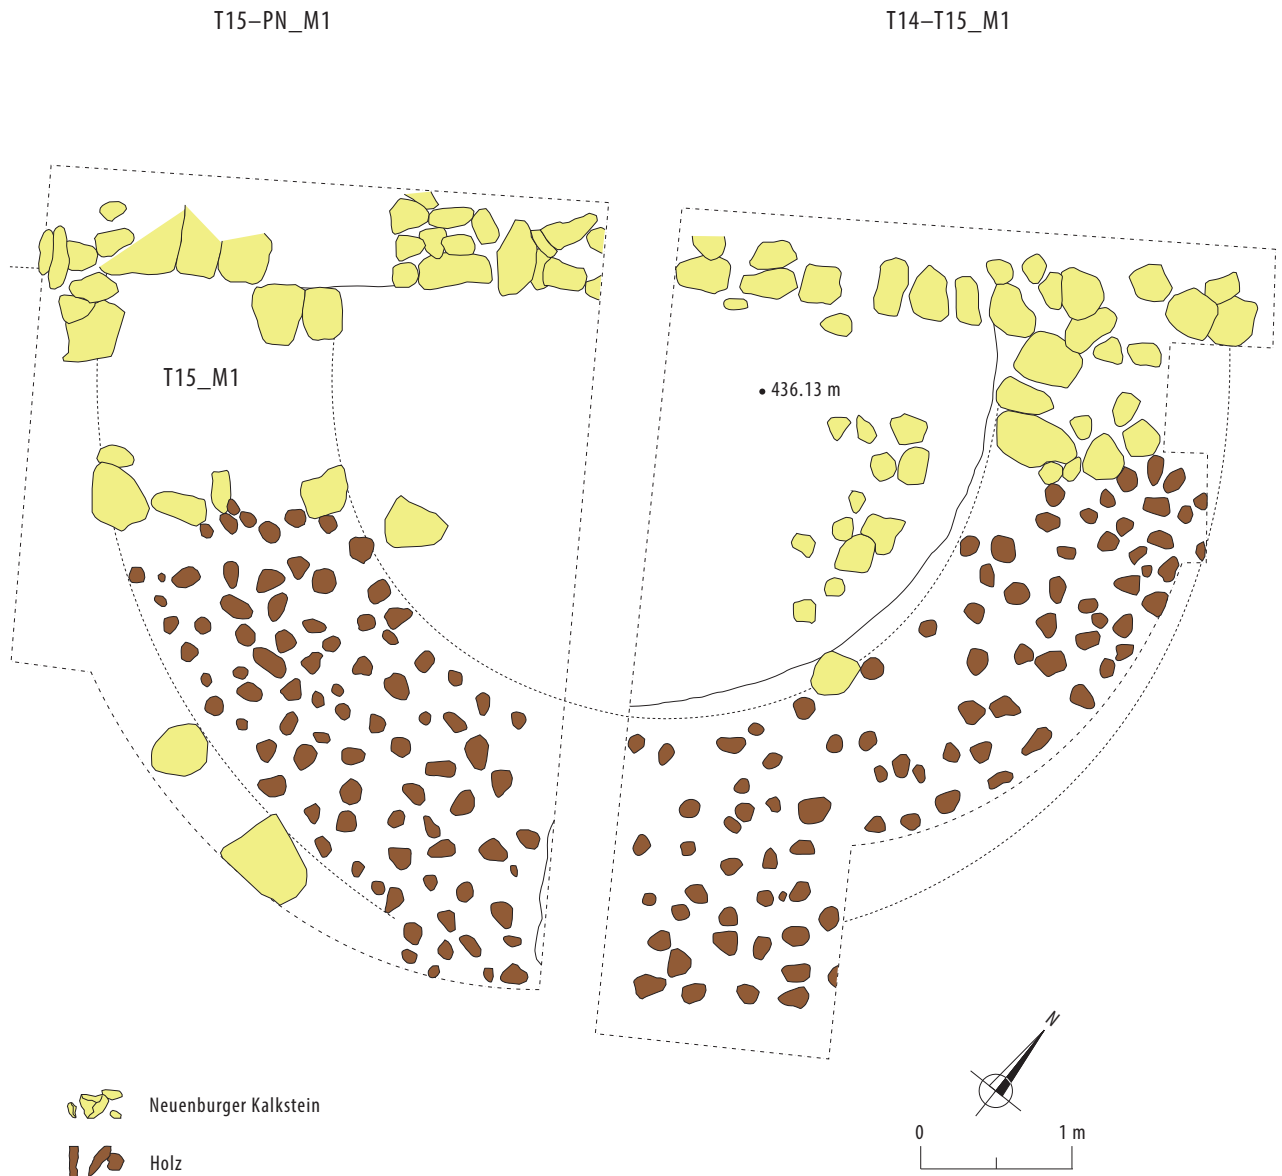 T15–PN_M1
T14–T15_M1
T15_M1
436.13 m
N
Neuenburger Kalkstein
0 1 m
Holz